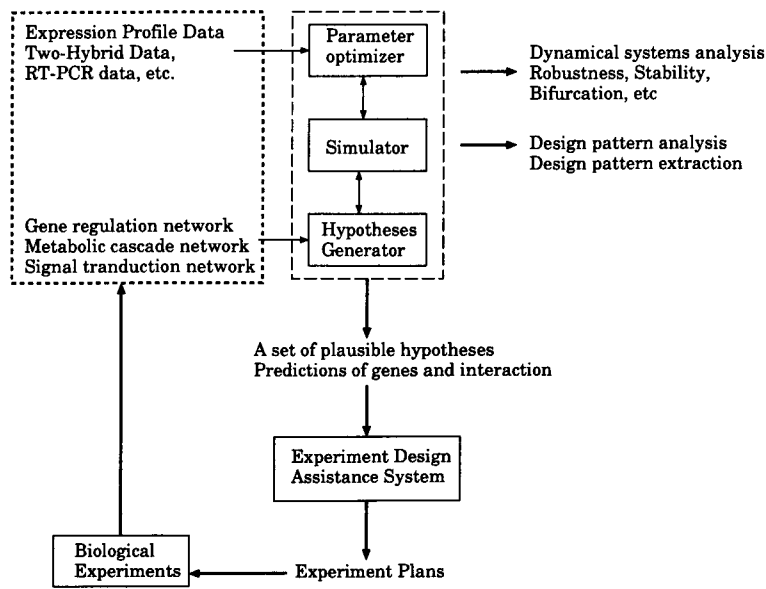 Expression Profile Data
Two-Hybrid Data,
RT-PCR data, etc.
Parameter
optimizer
Dynamical systems analysis
Robustness, Stability,
Bifurcation, etc
Simulator
Design pattern analysis
Design pattern extraction
Gene regulation network
Metabolic cascade network
Signal tranduction network
Hypotheses
Generator
A set of plausible hypotheses
Predictions of genes and interaction
Experiment Design
Assistance System
Biological
Experiments
Experiment Plans